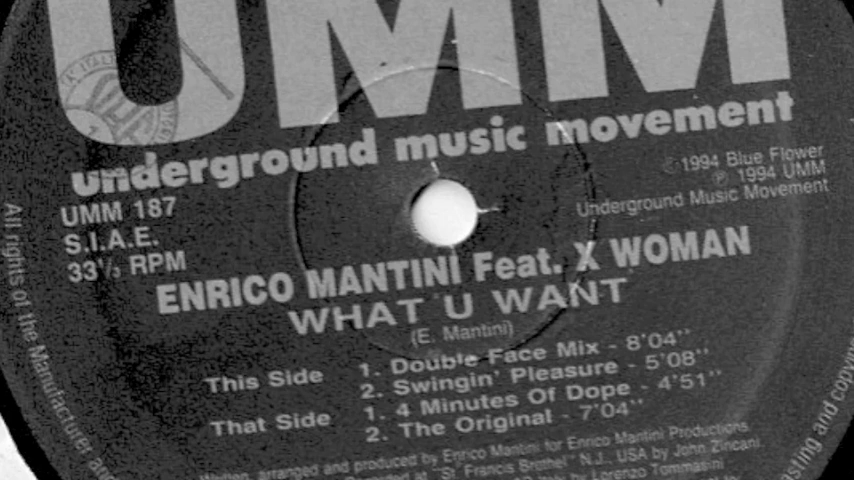 UMM
underground music movement
UMM 187
S.I.A.E.
33⅓ RPM
©1994 Blue Flower
℗ 1994 UMM
Underground Music Movement
ENRICO MANTINI Feat. X WOMAN
WHAT U WANT
(E. Mantini)
This Side 1. Double Face Mix - 8'04"
2. Swingin' Pleasure - 5'08"
That Side 1. 4 Minutes Of Dope - 4'51"
2. The Original - 7'04"
Written, arranged and produced by Enrico Mantini for Enrico Mantini Productions.
"St. Francis Brothel" N.J., USA by John Zincani.
by Lorenzo Tommasini
All rights of the Manufacturer and